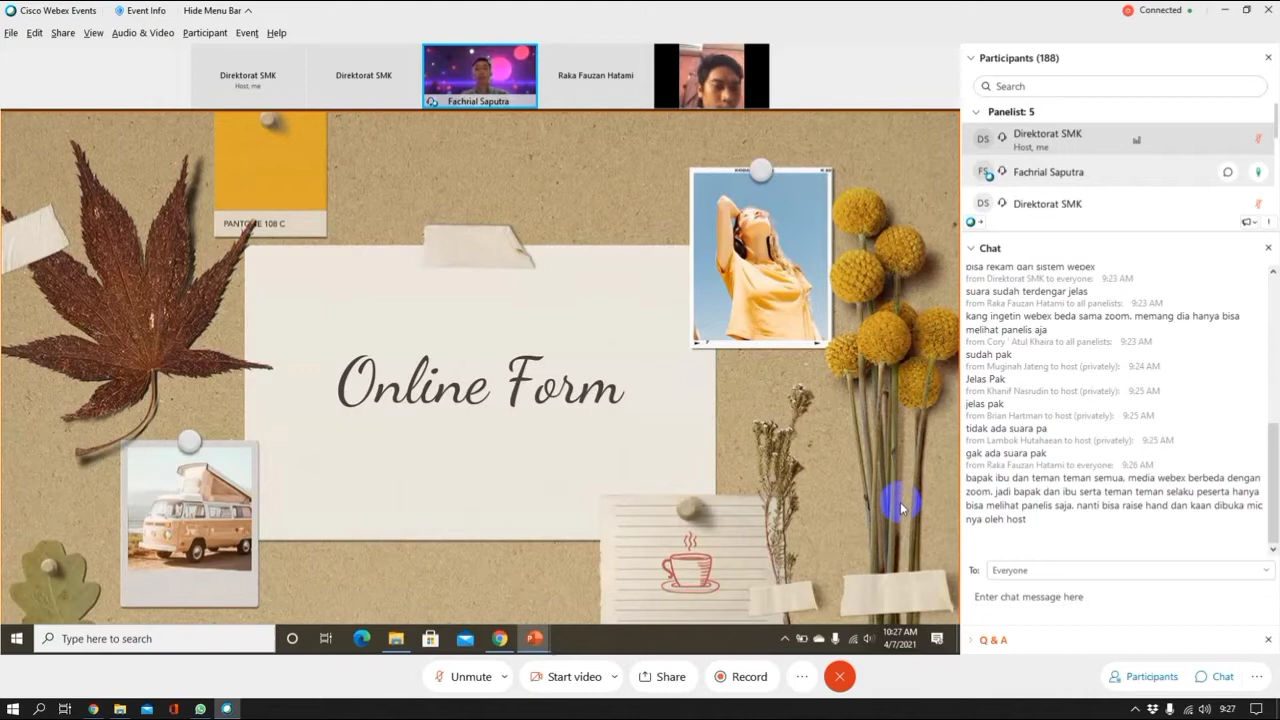 Cisco Webex Events
Event Info
Hide Menu Bar
Connected
File Edit Share View Audio & Video Participant Event Help
Direktorat SMK
Host, me
Direktorat SMK
Fachrial Saputra
Raka Fauzan Hatami
PANTONE 108 C
Online Form
Participants (188)
Search
Panelist: 5
DS
Direktorat SMK
Host, me
FS
Fachrial Saputra
DS
Direktorat SMK
Chat
bisa rekam dari sistem webex
from Direktorat SMK to everyone: 9:23 AM
suara sudah terdengar jelas
from Raka Fauzan Hatami to all panelists: 9:23 AM
kang ingetin webex beda sama zoom. memang dia hanya bisa
melihat panelis aja
from Cory ' Atul Khaira to all panelists: 9:23 AM
sudah pak
from Muginah Jateng to host (privately): 9:24 AM
Jelas Pak
from Khanif Nasrudin to host (privately): 9:25 AM
jelas pak
from Brian Hartman to host (privately): 9:25 AM
tidak ada suara pa
from Lambok Hutahaean to host (privately): 9:25 AM
gak ada suara pak
from Raka Fauzan Hatami to everyone: 9:26 AM
bapak ibu dan teman teman semua, media webex berbeda dengan
zoom. jadi bapak dan ibu serta teman teman selaku peserta hanya
bisa melihat panelis saja. nanti bisa raise hand dan kaan dibuka mic
nya oleh host
To: Everyone
Enter chat message here
Q & A
Type here to search
10:27 AM
4/7/2021
Unmute
Start video
Share
Record
Participants
Chat
9:27